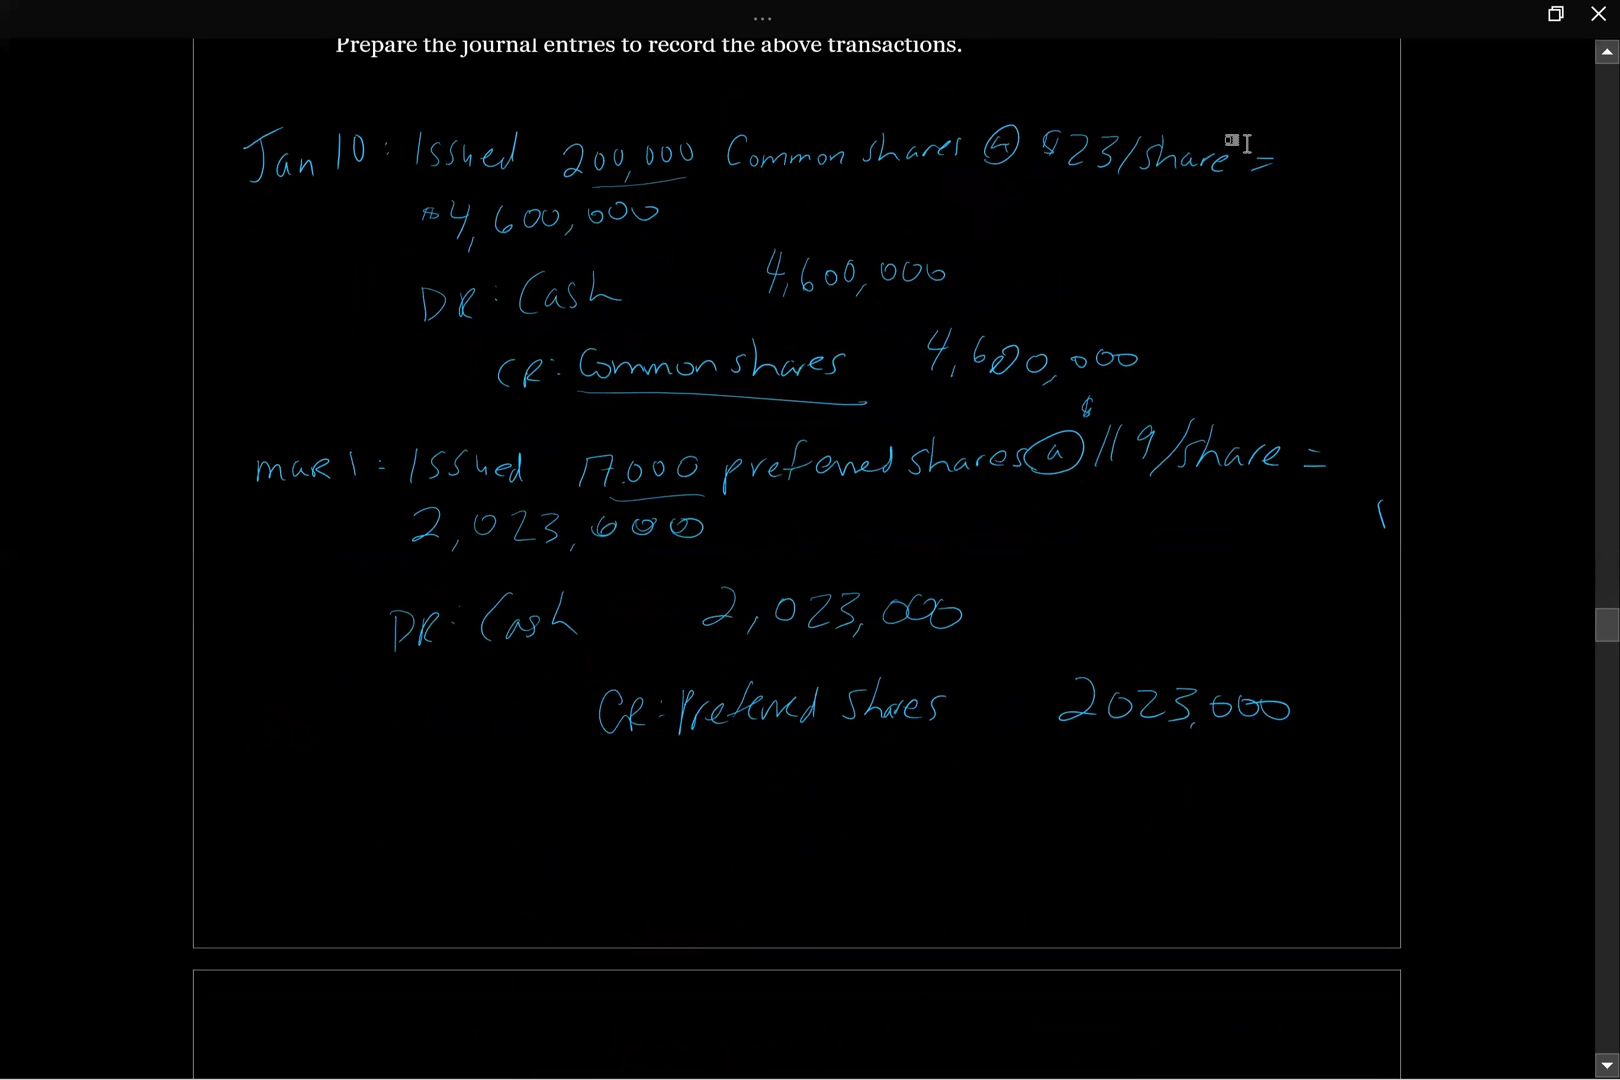 Prepare the journal entries to record the above transactions.
Jan 10: Issued 200,000 Common shares @ $23/share =
$4,600,000
DR: Cash 4,600,000
CR: Common shares 4,600,000
mar 1: Issued 17,000 preferred shares @ $119/share =
2,023,000
DR: Cash 2,023,000
CR: Preferred Shares 2023,000